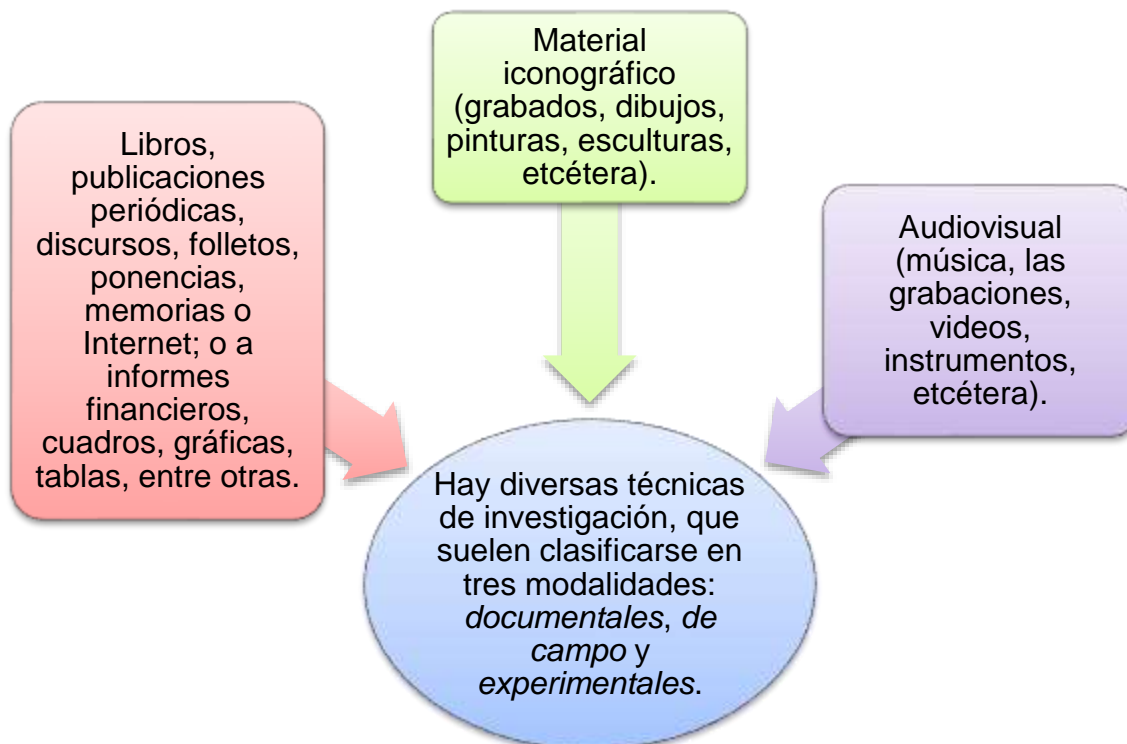 Material
iconográfico
(grabados, dibujos,
pinturas, esculturas,
etcétera).
Libros,
publicaciones
periódicas,
discursos, folletos,
ponencias,
memorias o
Internet; o a
informes
financieros,
cuadros, gráficas,
tablas, entre otras.
Audiovisual
(música, las
grabaciones,
videos,
instrumentos,
etcétera).
Hay diversas técnicas
de investigación, que
suelen clasificarse en
tres modalidades:
documentales, de
campo y
experimentales.